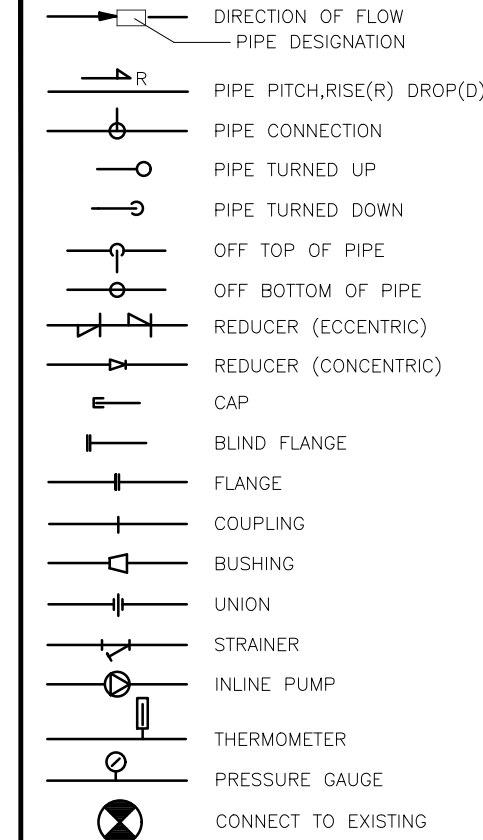 DIRECTION OF FLOW
PIPE DESIGNATION
R
PIPE PITCH,RISE(R) DROP(D)
PIPE CONNECTION
PIPE TURNED UP
PIPE TURNED DOWN
OFF TOP OF PIPE
OFF BOTTOM OF PIPE
REDUCER (ECCENTRIC)
REDUCER (CONCENTRIC)
CAP
BLIND FLANGE
FLANGE
COUPLING
BUSHING
UNION
STRAINER
INLINE PUMP
THERMOMETER
PRESSURE GAUGE
CONNECT TO EXISTING